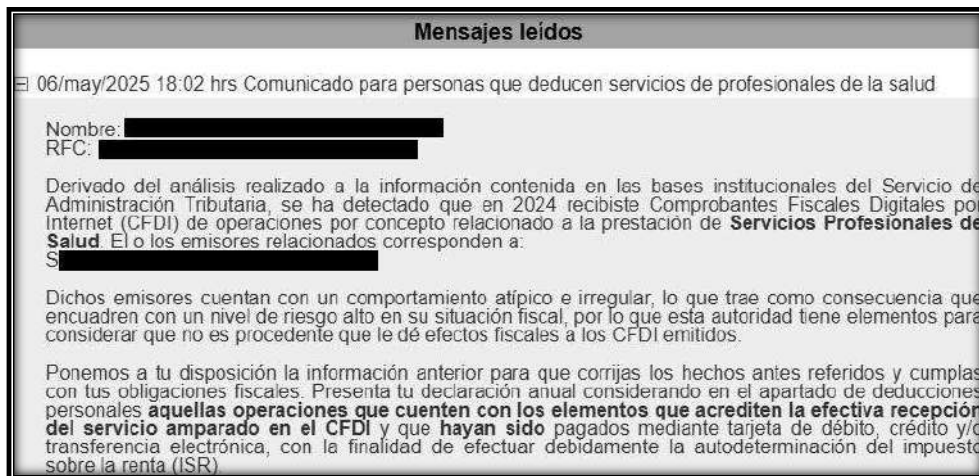 Mensajes leídos
06/may/2025 18:02 hrs Comunicado para personas que deducen servicios de profesionales de la salud
Nombre:
RFC:
Derivado del análisis realizado a la información contenida en las bases institucionales del Servicio de
Administración Tributaria, se ha detectado que en 2024 recibiste Comprobantes Fiscales Digitales por
Internet (CFDI) de operaciones por concepto relacionado a la prestación de Servicios Profesionales de
Salud. El o los emisores relacionados corresponden a:
S
Dichos emisores cuentan con un comportamiento atípico e irregular, lo que trae como consecuencia que
encuadren con un nivel de riesgo alto en su situación fiscal, por lo que esta autoridad tiene elementos para
considerar que no es procedente que le dé efectos fiscales a los CFDI emitidos.
Ponemos a tu disposición la información anterior para que corrijas los hechos antes referidos y cumplas
con tus obligaciones fiscales. Presenta tu declaración anual considerando en el apartado de deducciones
personales aquellas operaciones que cuenten con los elementos que acrediten la efectiva recepción
del servicio amparado en el CFDI y que hayan sido pagados mediante tarjeta de débito, crédito y/o
transferencia electrónica, con la finalidad de efectuar debidamente la autodeterminación del impuesto
sobre la renta (ISR).